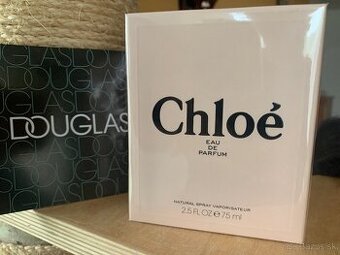 DOUGLAS
Chloé
EAU
DE
PARFUM
NATURAL SPRAY VAPORISATEUR
2.5 FL.OZ e 75 ml